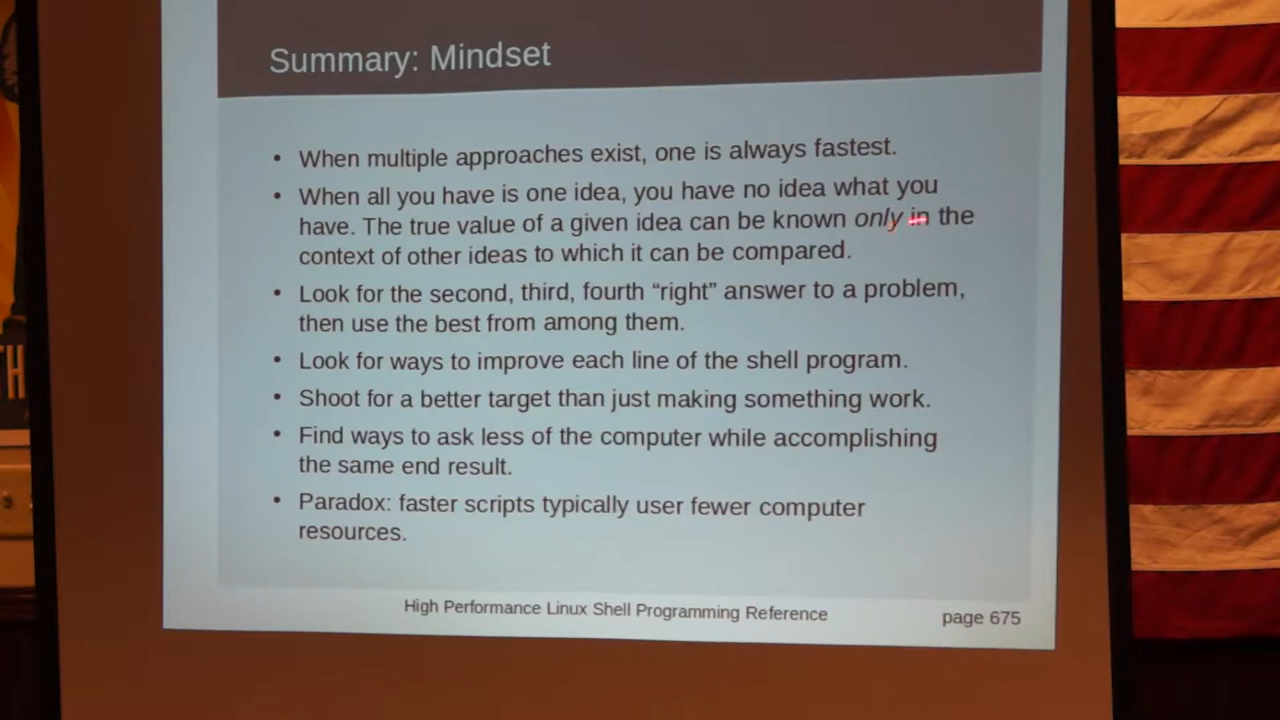 Summary: Mindset
• When multiple approaches exist, one is always fastest.
• When all you have is one idea, you have no idea what you
have. The true value of a given idea can be known only in the
context of other ideas to which it can be compared.
• Look for the second, third, fourth “right” answer to a problem,
then use the best from among them.
• Look for ways to improve each line of the shell program.
• Shoot for a better target than just making something work.
• Find ways to ask less of the computer while accomplishing
the same end result.
• Paradox: faster scripts typically user fewer computer
resources.
High Performance Linux Shell Programming Reference
page 675